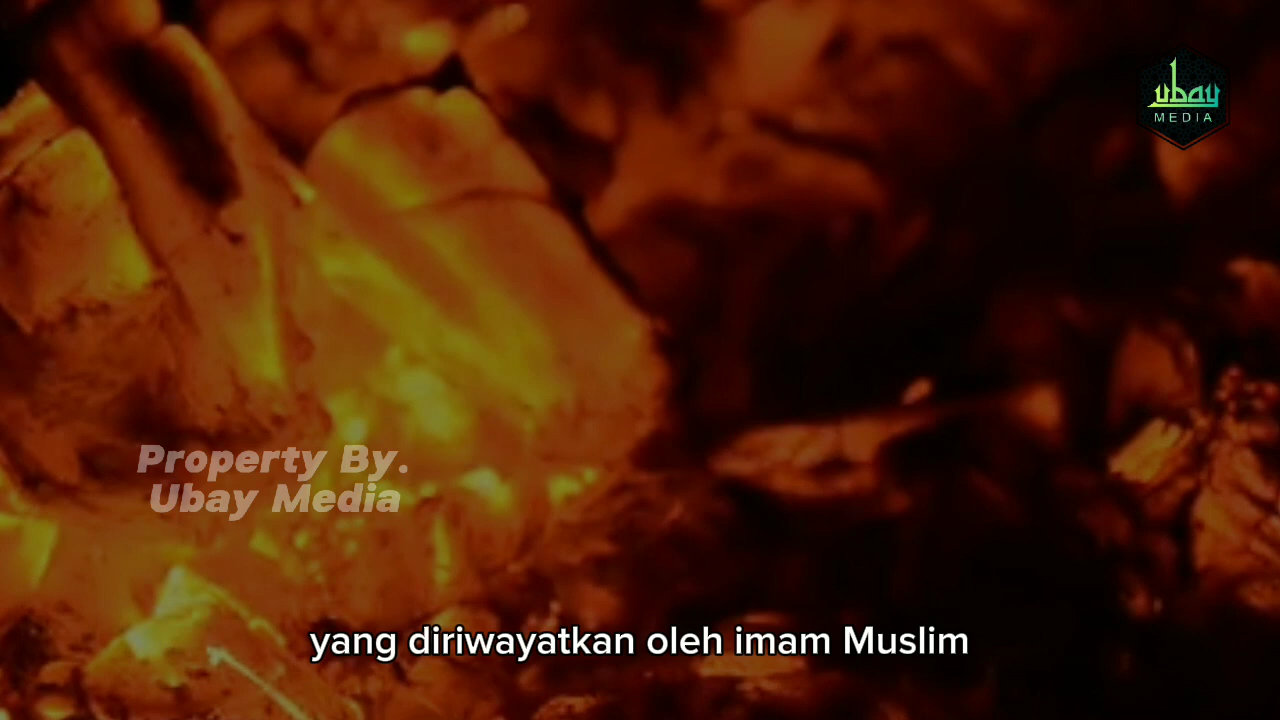 ubay
MEDIA
Property By.
Ubay Media
yang diriwayatkan oleh imam Muslim